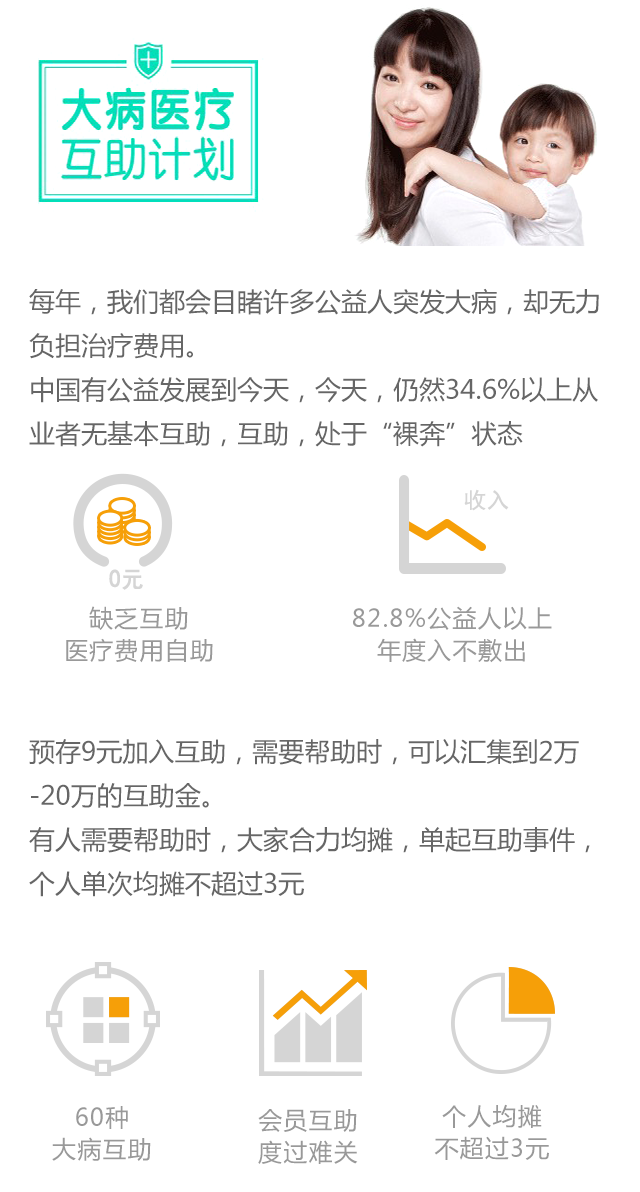 大病医疗
互助计划
每年，我们都会目睹许多公益人突发大病，却无力
负担治疗费用。
中国有公益发展到今天，今天，仍然34.6%以上从
业者无基本互助，互助，处于“裸奔”状态
收入
0元
缺乏互助
医疗费用自助
82.8%公益人以上
年度入不敷出
预存9元加入互助，需要帮助时，可以汇集到2万
-20万的互助金。
有人需要帮助时，大家合力均摊，单起互助事件，
个人单次均摊不超过3元
60种
大病互助
会员互助
度过难关
个人均摊
不超过3元